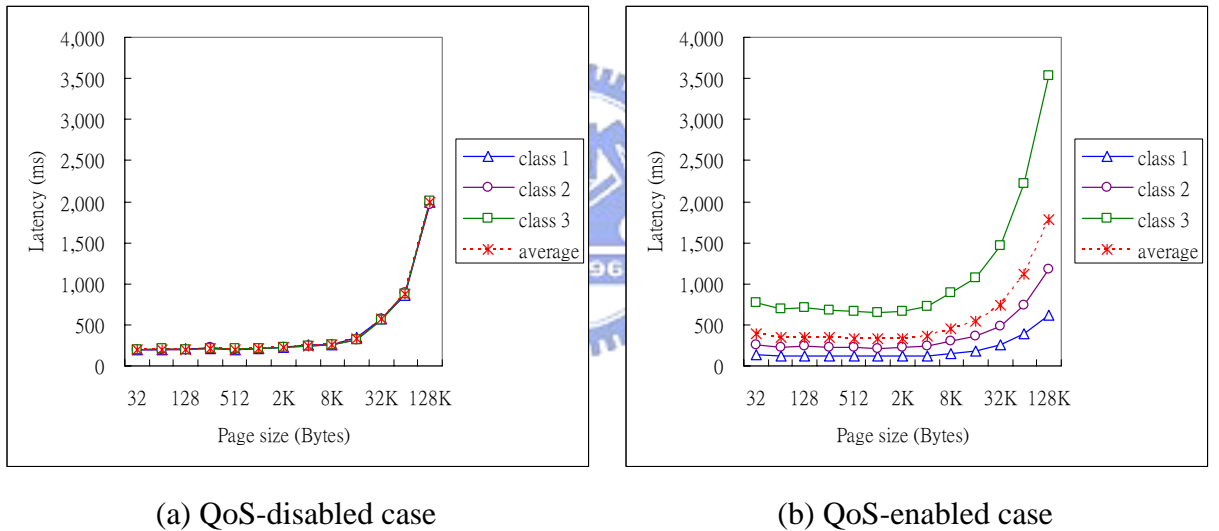 4,000
3,500
3,000
2,500
2,000
1,500
1,000
500
0
Latency (ms)
32 128 512 2K 8K 32K 128K
Page size (Bytes)
class 1
class 2
class 3
average
(a) QoS-disabled case
96
4,000
3,500
3,000
2,500
2,000
1,500
1,000
500
0
Latency (ms)
32 128 512 2K 8K 32K 128K
Page size (Bytes)
class 1
class 2
class 3
average
(b) QoS-enabled case